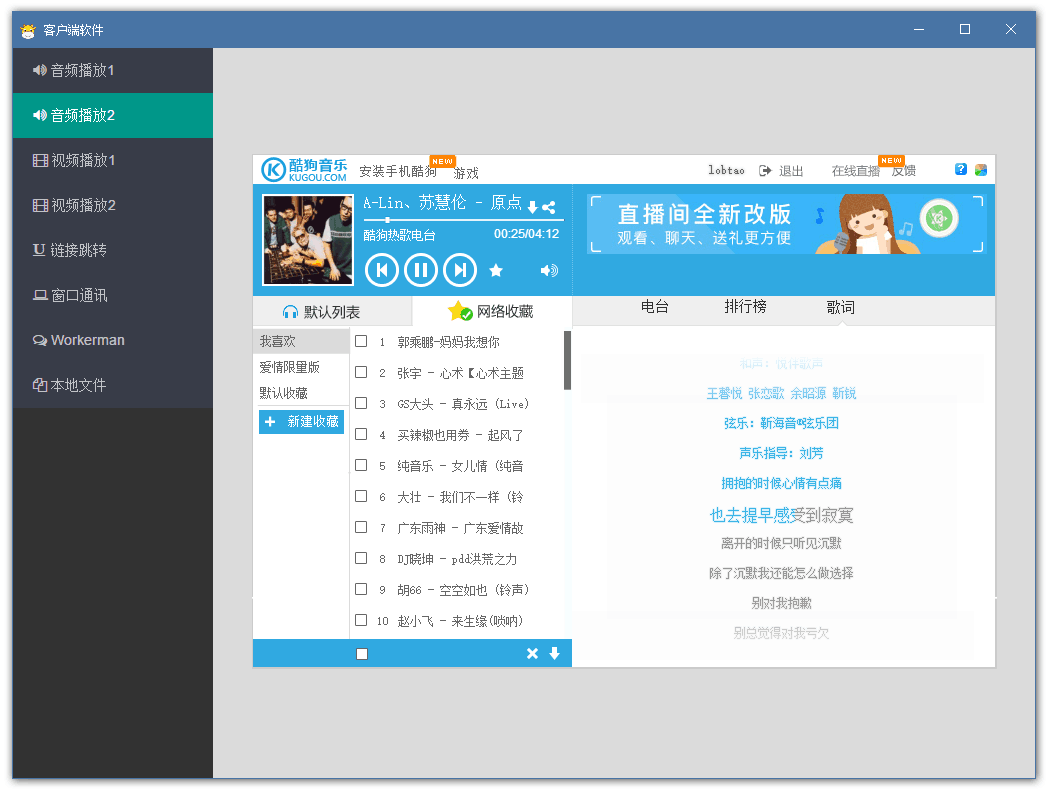 客户端软件
音频播放1
音频播放2
视频播放1
视频播放2
链接跳转
窗口通讯
Workerman
本地文件
酷狗音乐
KUGOU.COM
安装手机酷狗
NEW
游戏
lobtao
退出
在线直播
NEW
反馈
A-Lin、苏慧伦 - 原点
酷狗热歌电台
00:25/04:12
直播间全新改版
观看、聊天、送礼更方便
默认列表
网络收藏
电台
排行榜
歌词
我喜欢
爱情限量版
默认收藏
+ 新建收藏
1 郭乘鹏-妈妈我想你
2 张宇 - 心术【心术主题
3 GS大头 - 真永远 (Live)
4 买辣椒也用券 - 起风了
5 纯音乐 - 女儿情 (纯音
6 大壮 - 我们不一样 (铃
7 广东雨神 - 广东爱情故
8 DJ晓坤 - pdd洪荒之力
9 胡66 - 空空如也 (铃声)
10 赵小飞 - 来生缘(唢呐)
王馨悦 张恋歌 余昭源 靳锐
弦乐：靳海音弦乐团
声乐指导：刘芳
拥抱的时候心情有点痛
也去提早感受到寂寞
离开的时候只听见沉默
除了沉默我还能怎么做选择
别对我抱歉
别总觉得对我亏欠